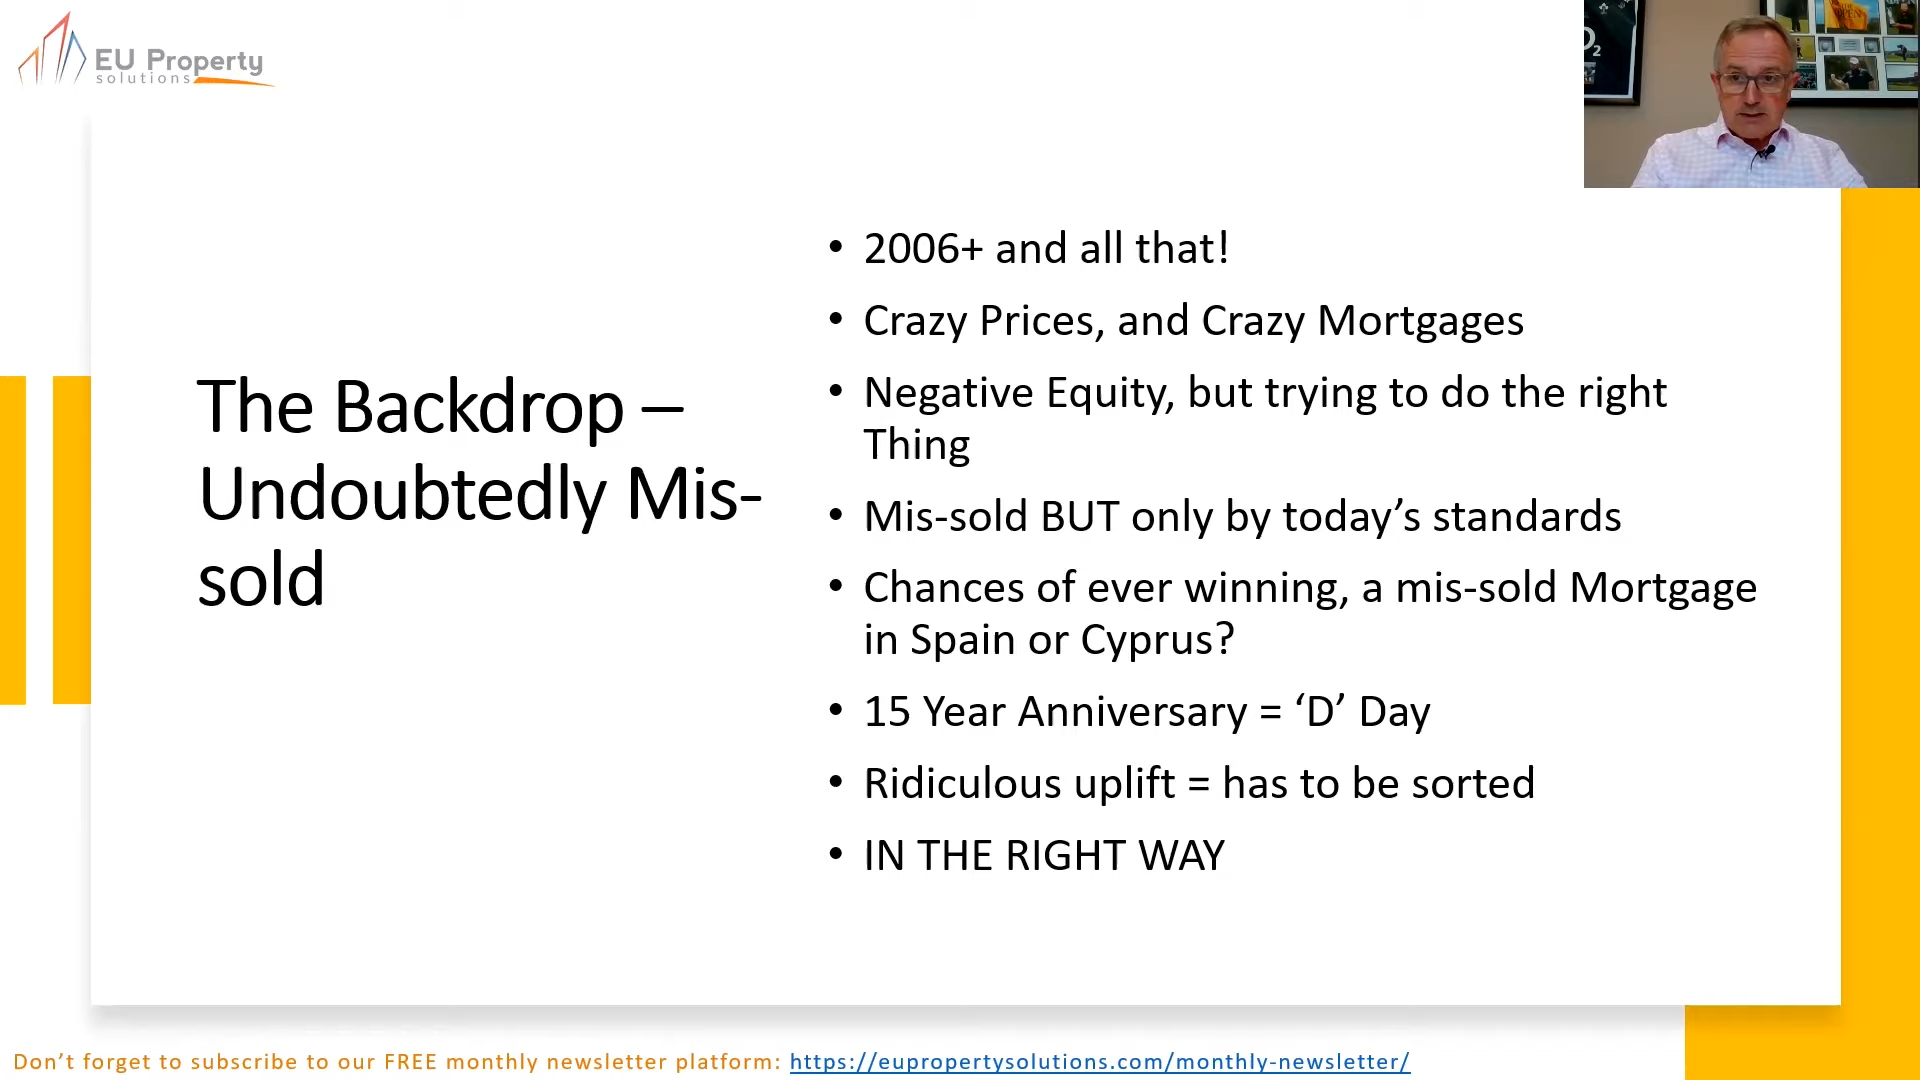 EU Property
solutions
The Backdrop –
Undoubtedly Mis-
sold
• 2006+ and all that!
• Crazy Prices, and Crazy Mortgages
• Negative Equity, but trying to do the right
Thing
• Mis-sold BUT only by today’s standards
• Chances of ever winning, a mis-sold Mortgage
in Spain or Cyprus?
• 15 Year Anniversary = ‘D’ Day
• Ridiculous uplift = has to be sorted
• IN THE RIGHT WAY
O2
OPEN
Don’t forget to subscribe to our FREE monthly newsletter platform: https://eupropertysolutions.com/monthly-newsletter/